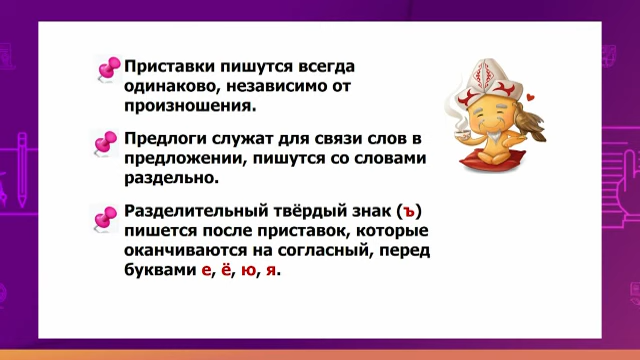 Приставки пишутся всегда
одинаково, независимо от
произношения.
Предлоги служат для связи слов в
предложении, пишутся со словами
раздельно.
Разделительный твёрдый знак (ъ)
пишется после приставок, которые
оканчиваются на согласный, перед
буквами е, ё, ю, я.